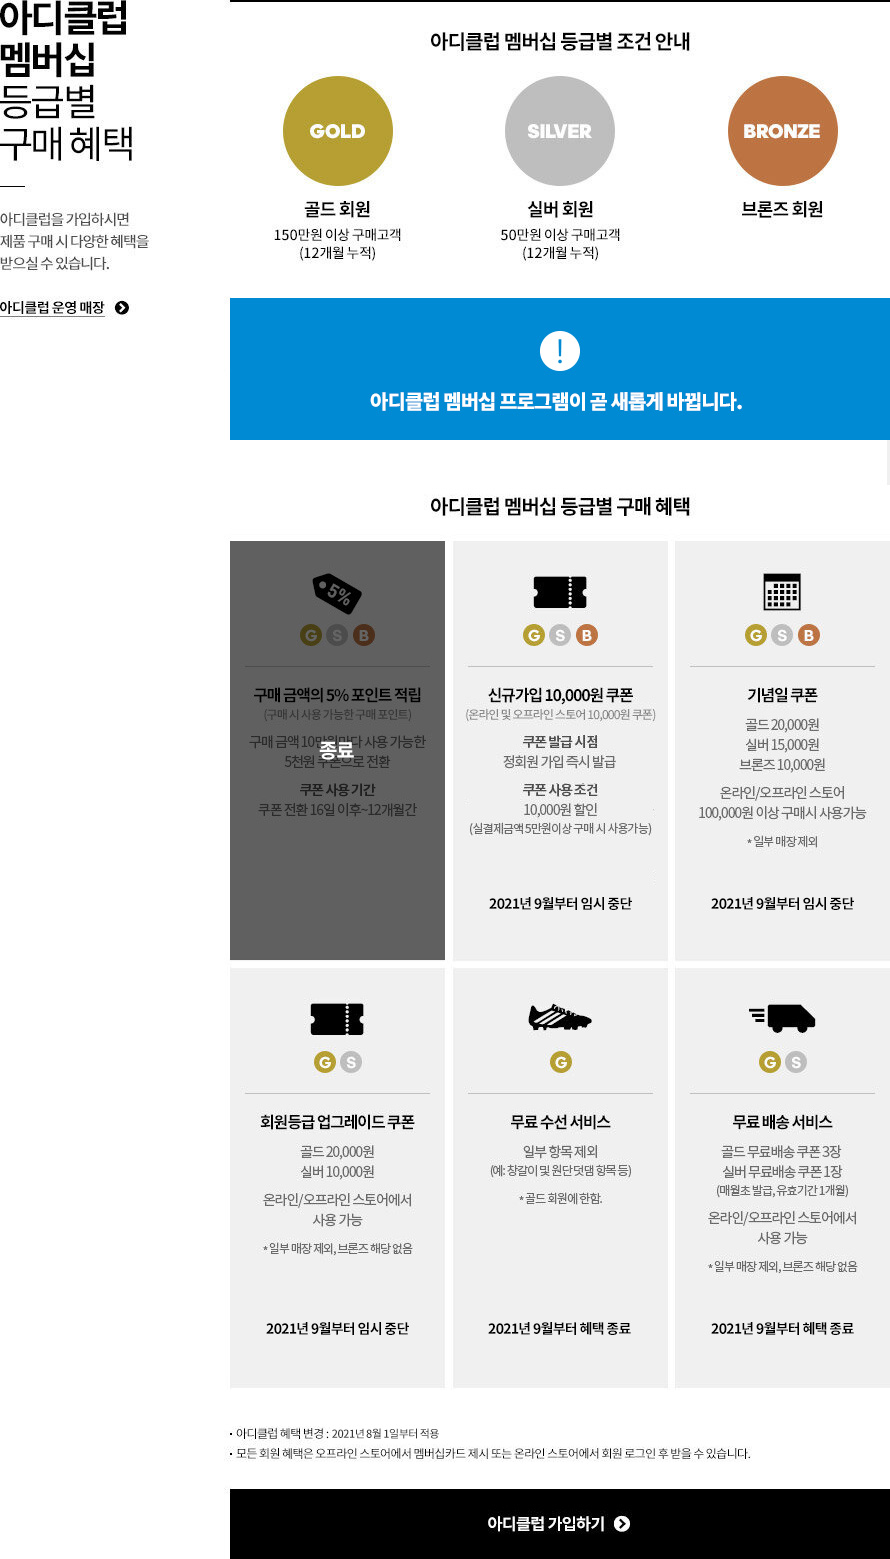 아디클럽
멤버십
등급별
구매 혜택
아디클럽을 가입하시면
제품 구매 시 다양한 혜택을
받으실 수 있습니다.
아디클럽 운영 매장
아디클럽 멤버십 등급별 조건 안내
GOLD
골드 회원
150만원 이상 구매고객
(12개월 누적)
SILVER
실버 회원
50만원 이상 구매고객
(12개월 누적)
BRONZE
브론즈 회원
!
아디클럽 멤버십 프로그램이 곧 새롭게 바뀝니다.
아디클럽 멤버십 등급별 구매 혜택
5%
G S B
구매 금액의 5% 포인트 적립
(구매 시 사용 가능한 구매 포인트)
구매 금액 10만원마다 사용 가능한
종료
5천원 쿠폰으로 전환
쿠폰 사용 기간
쿠폰 전환 16일 이후~12개월간
G S B
신규가입 10,000원 쿠폰
(온라인 및 오프라인 스토어 10,000원 쿠폰)
쿠폰 발급 시점
정회원 가입 즉시 발급
쿠폰 사용 조건
10,000원 할인
(실결제금액 5만원이상 구매 시 사용가능)
2021년 9월부터 임시 중단
G S B
기념일 쿠폰
골드 20,000원
실버 15,000원
브론즈 10,000원
온라인/오프라인 스토어
100,000원 이상 구매시 사용가능
* 일부 매장 제외
2021년 9월부터 임시 중단
G S
회원등급 업그레이드 쿠폰
골드 20,000원
실버 10,000원
온라인/오프라인 스토어에서
사용 가능
* 일부 매장 제외, 브론즈 해당 없음
2021년 9월부터 임시 중단
G
무료 수선 서비스
일부 항목 제외
(예: 창갈이 및 원단 덧댐 항목 등)
* 골드 회원에 한함.
2021년 9월부터 혜택 종료
G S
무료 배송 서비스
골드 무료배송 쿠폰 3장
실버 무료배송 쿠폰 1장
(매월초 발급, 유효기간 1개월)
온라인/오프라인 스토어에서
사용 가능
* 일부 매장 제외, 브론즈 해당 없음
2021년 9월부터 혜택 종료
• 아디클럽 혜택 변경 : 2021년 8월 1일부터 적용
• 모든 회원 혜택은 오프라인 스토어에서 멤버십카드 제시 또는 온라인 스토어에서 회원 로그인 후 받을 수 있습니다.
아디클럽 가입하기